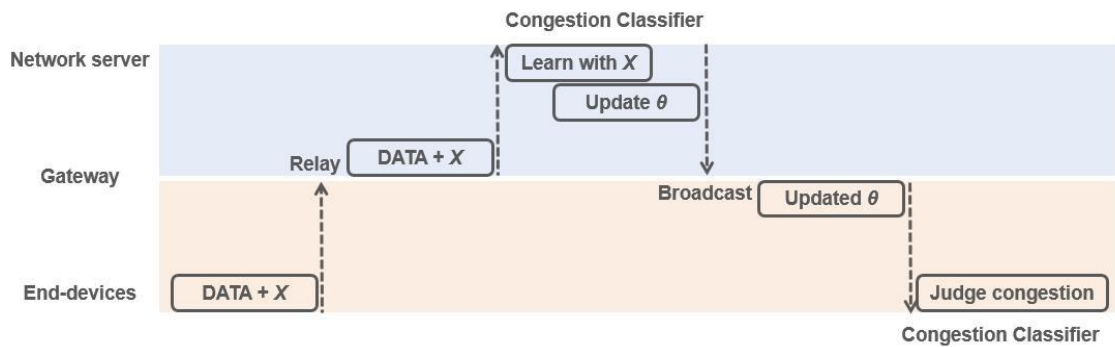 Congestion Classifier
Network server
Learn with X
Update θ
Relay
DATA + X
Gateway
Broadcast
Updated θ
End-devices
DATA + X
Judge congestion
Congestion Classifier